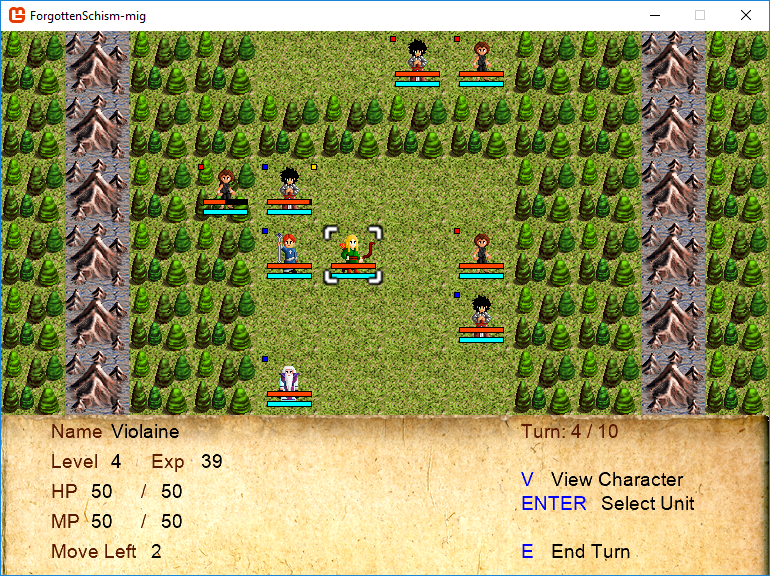 ForgottenSchism-mig
Name Violaine
Level 4 Exp 39
HP 50 / 50
MP 50 / 50
Move Left 2
Turn: 4 / 10
V View Character
ENTER Select Unit
E End Turn